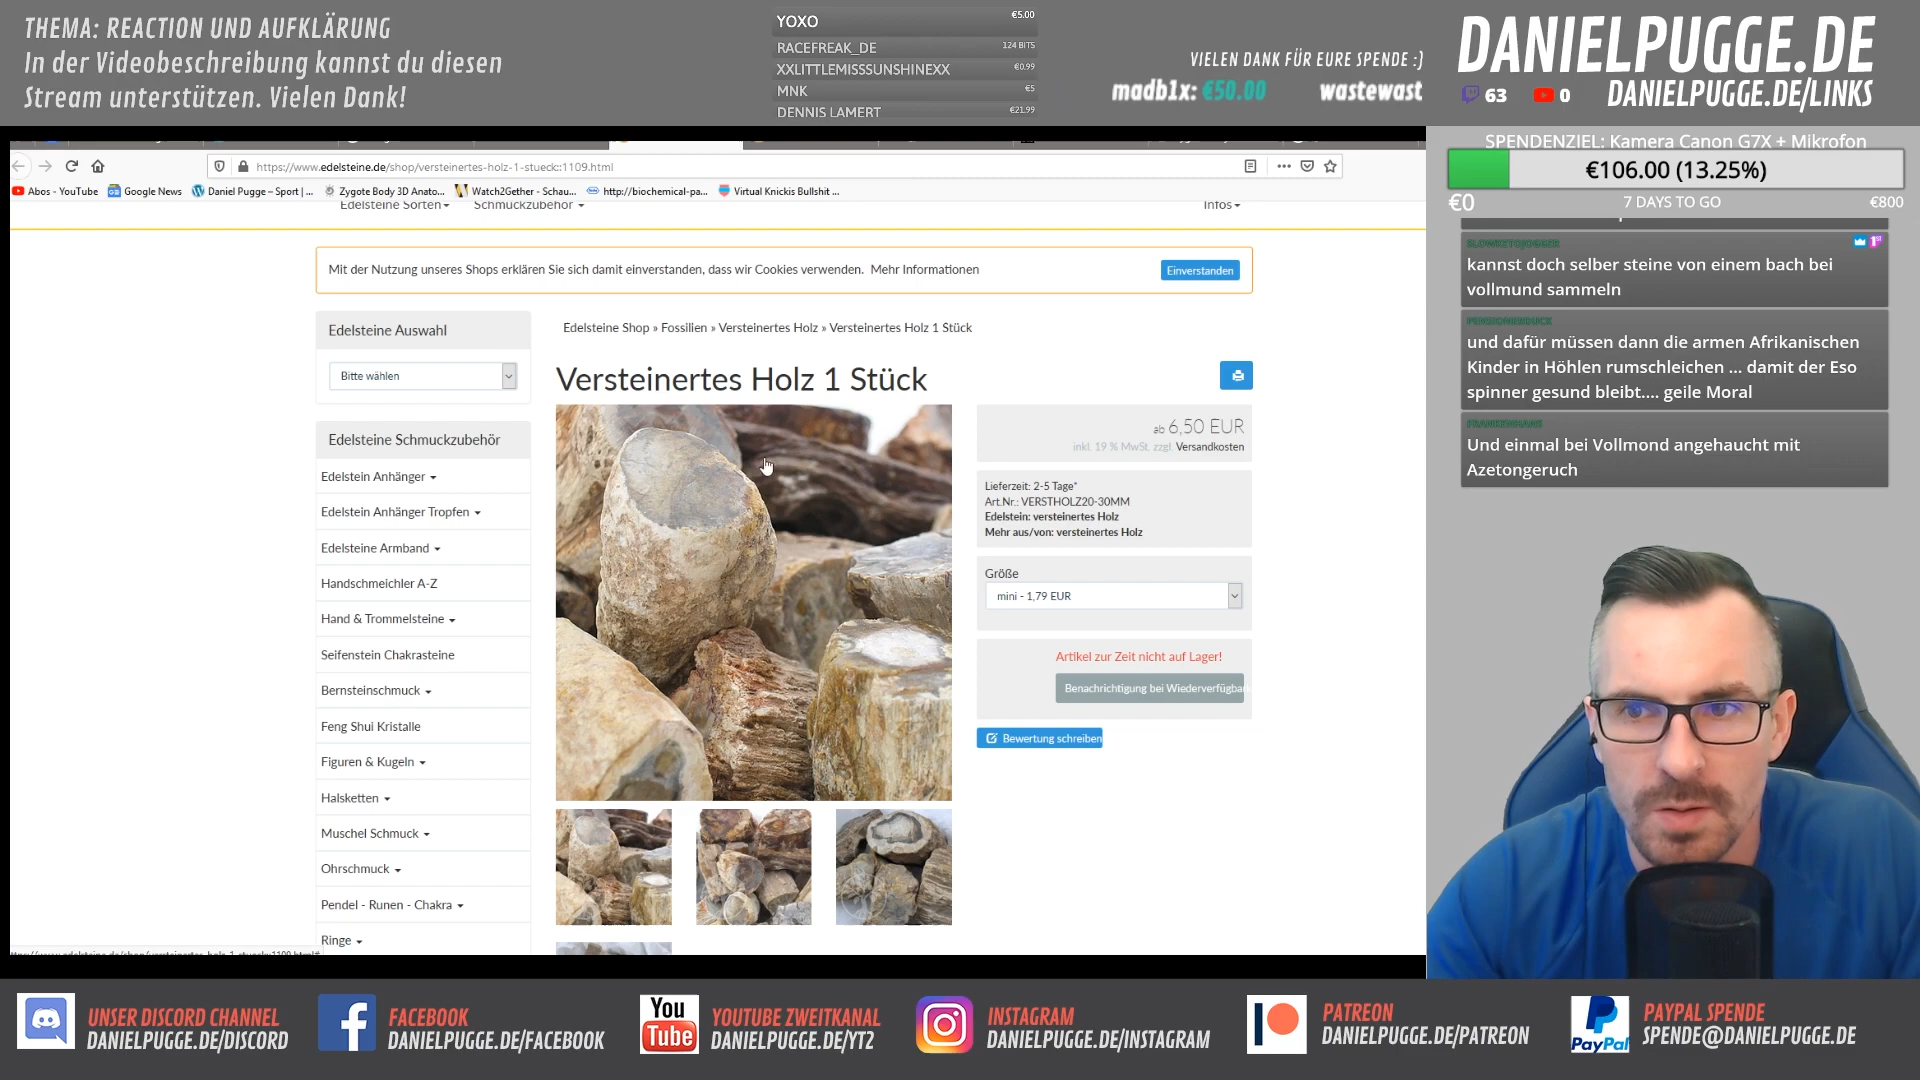 THEMA: REACTION UND AUFKLÄRUNG
In der Videobeschreibung kannst du diesen
Stream unterstützen. Vielen Dank!
YOXO €5.00
RACEFREAK_DE 124 BITS
XXLITTLEMISSSUNSHINEXX €0.99
MNK €5
DENNIS LAMERT €21.99
VIELEN DANK FÜR EURE SPENDE :)
madb1x: €50.00 wastewast
DANIELPUGGE.DE
63 0 DANIELPUGGE.DE/LINKS
SPENDENZIEL: Kamera Canon G7X + Mikrofon
€106.00 (13.25%)
€0 7 DAYS TO GO €800
SLOWKETOJOGGER
kannst doch selber steine von einem bach bei
vollmund sammeln
und dafür müssen dann die armen Afrikanischen
Kinder in Höhlen rumschleichen ... damit der Eso
spinner gesund bleibt.... geile Moral
FRANKENHANS
Und einmal bei Vollmond angehaucht mit
Azetongeruch
https://www.edelsteine.de/shop/versteinertes-holz-1-stueck::1109.html
Abos - YouTube Google News Daniel Pugge – Sport | ... Zygote Body 3D Anato... Watch2Gether - Schau... http://biochemical-pa... Virtual Knickis Bullshit ...
Edelsteine Sorten Schmuckzubehör Infos
Mit der Nutzung unseres Shops erklären Sie sich damit einverstanden, dass wir Cookies verwenden. Mehr Informationen Einverstanden
Edelsteine Auswahl
Bitte wählen
Edelsteine Schmuckzubehör
Edelstein Anhänger
Edelstein Anhänger Tropfen
Edelsteine Armband
Handschmeichler A-Z
Hand & Trommelsteine
Seifenstein Chakrasteine
Bernsteinschmuck
Feng Shui Kristalle
Figuren & Kugeln
Halsketten
Muschel Schmuck
Ohrschmuck
Pendel - Runen - Chakra
Ringe
Edelsteine Shop » Fossilien » Versteinertes Holz » Versteinertes Holz 1 Stück
Versteinertes Holz 1 Stück
ab 6,50 EUR
inkl. 19 % MwSt. zzgl. Versandkosten
Lieferzeit: 2-5 Tage*
Art.Nr.: VERSTHOLZ20-30MM
Edelstein: versteinertes Holz
Mehr aus/von: versteinertes Holz
Größe
mini - 1,79 EUR
Artikel zur Zeit nicht auf Lager!
Benachrichtigung bei Wiederverfügbar
Bewertung schreiben
UNSER DISCORD CHANNEL
DANIELPUGGE.DE/DISCORD
FACEBOOK
DANIELPUGGE.DE/FACEBOOK
You
Tube
YOUTUBE ZWEITKANAL
DANIELPUGGE.DE/YT2
INSTAGRAM
DANIELPUGGE.DE/INSTAGRAM
PATREON
DANIELPUGGE.DE/PATREON
PayPal
PAYPAL SPENDE
SPENDE@DANIELPUGGE.DE